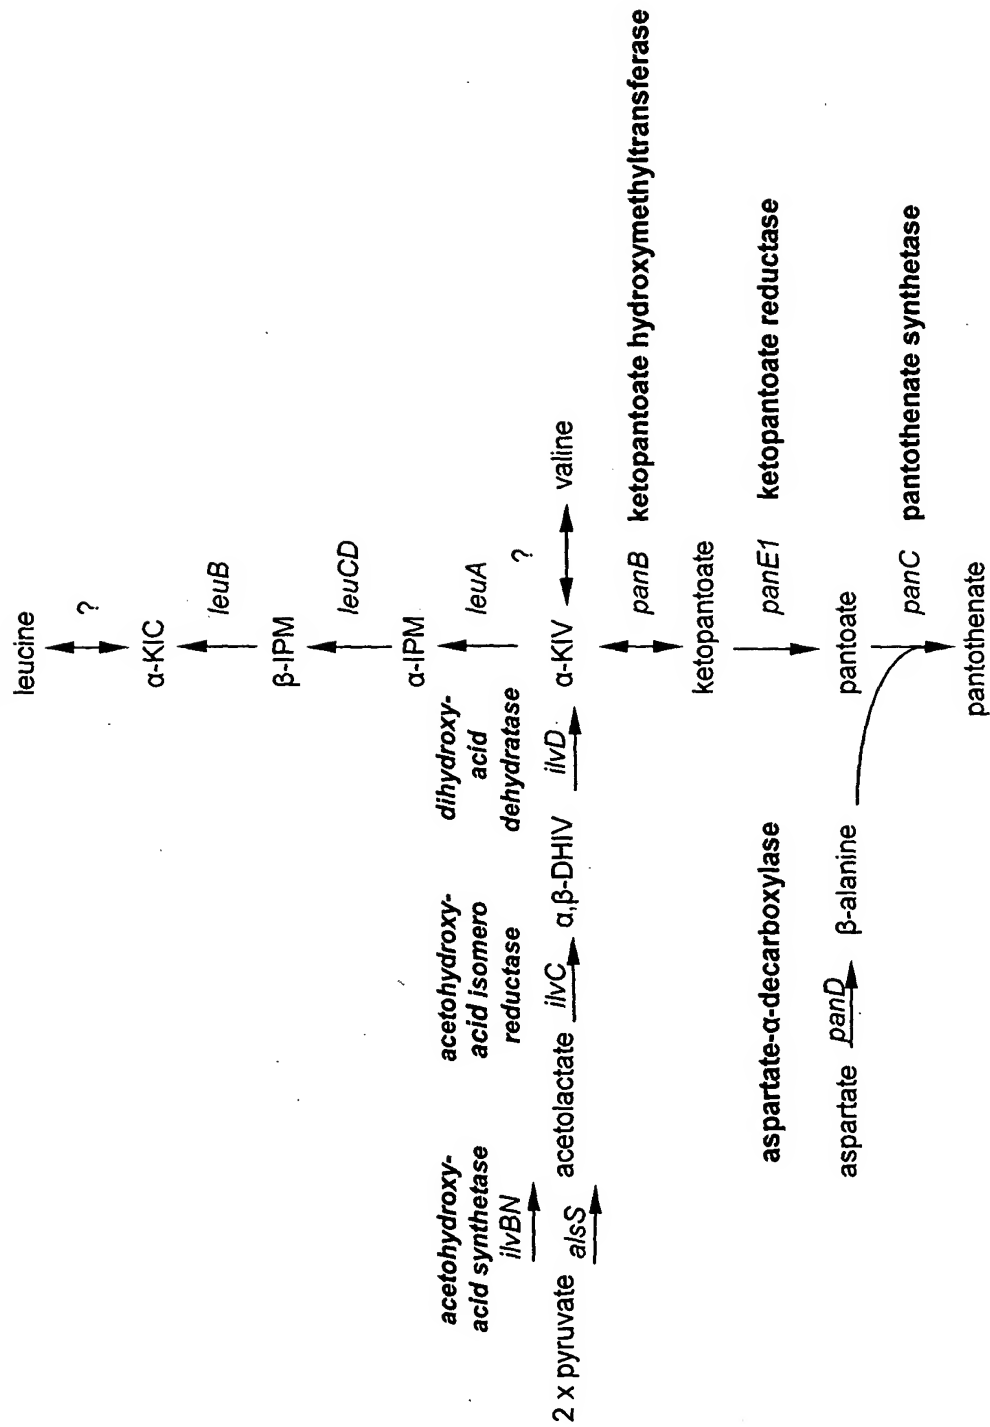 leucine
?
α-KIC
leuB
β-IPM
leuCD
α-IPM
leuA
acetohydroxy-
acid synthetase
ilvBN
acetohydroxy-
acid isomero
reductase
dihydroxy-
acid
dehydratase
?
2 x pyruvate alsS acetolactate ilvC α,β-DHIV ilvD α-KIV valine
panB ketopantoate hydroxymethyltransferase
ketopantoate
aspartate-α-decarboxylase
panE1 ketopantoate reductase
aspartate panD β-alanine pantoate
panC pantothenate synthetase
pantothenate